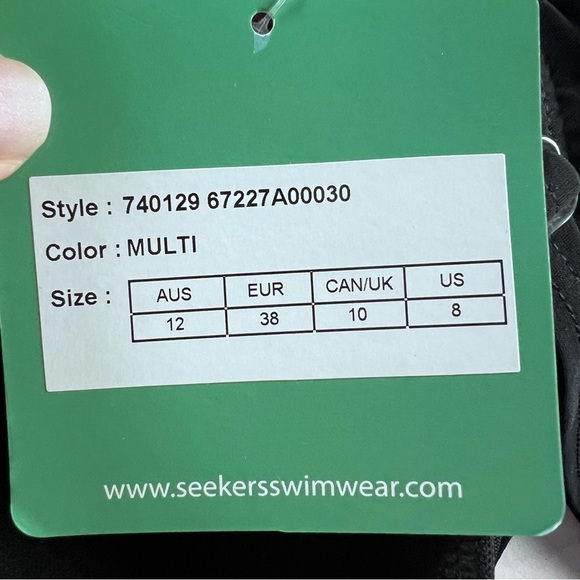 Style : 740129 67227A00030
Color : MULTI
Size : AUS EUR CAN/UK US
12 38 10 8
www.seekersswimwear.com